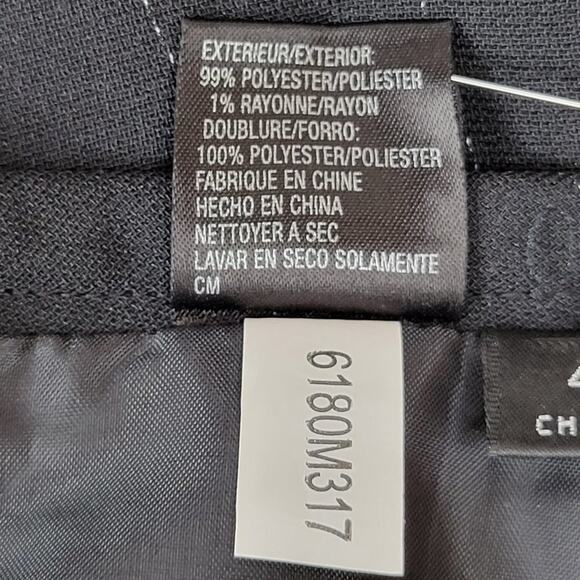 EXTERIEUR/EXTERIOR:
99% POLYESTER/POLIESTER
1% RAYONNE/RAYON
DOUBLURE/FORRO:
100% POLYESTER/POLIESTER
FABRIQUE EN CHINE
HECHO EN CHINA
NETTOYER A SEC
LAVAR EN SECO SOLAMENTE
CM
6180M317
CH